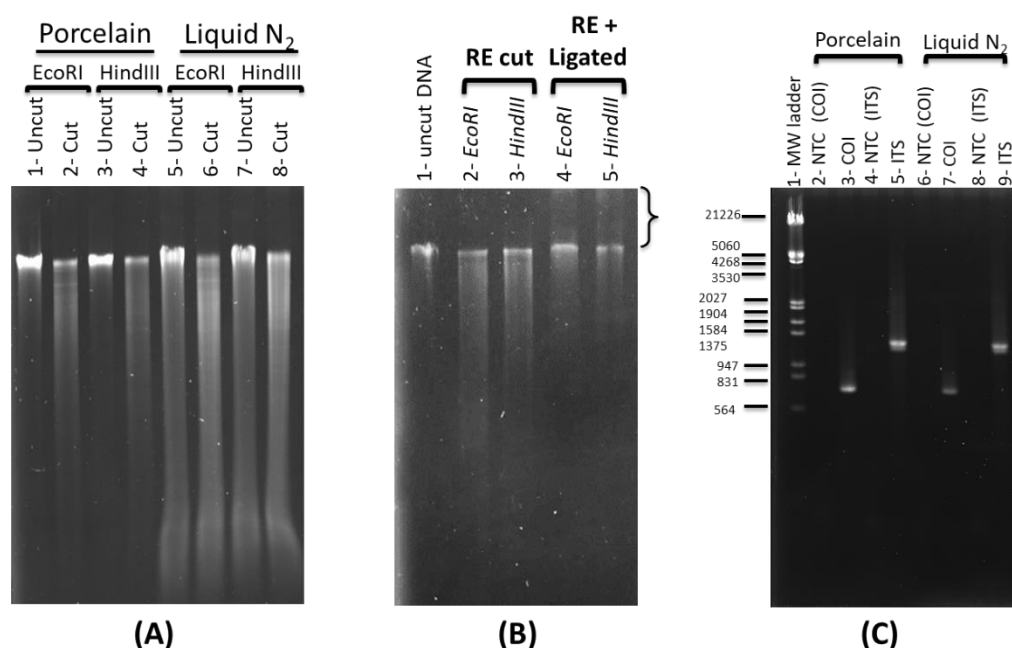 Porcelain Liquid N2
EcoRI HindIII EcoRI HindIII
1- Uncut
2- Cut
3- Uncut
4- Cut
5- Uncut
6- Cut
7- Uncut
8- Cut
(A)
RE cut
RE +
Ligated
1- uncut DNA
2- EcoRI
3- HindIII
4- EcoRI
5- HindIII
(B)
Porcelain Liquid N2
1- MW ladder
2- NTC (COI)
3- COI
4- NTC (ITS)
5- ITS
6- NTC (COI)
7- COI
8- NTC (ITS)
9- ITS
21226
5060
4268
3530
2027
1904
1584
1375
947
831
564
(C)